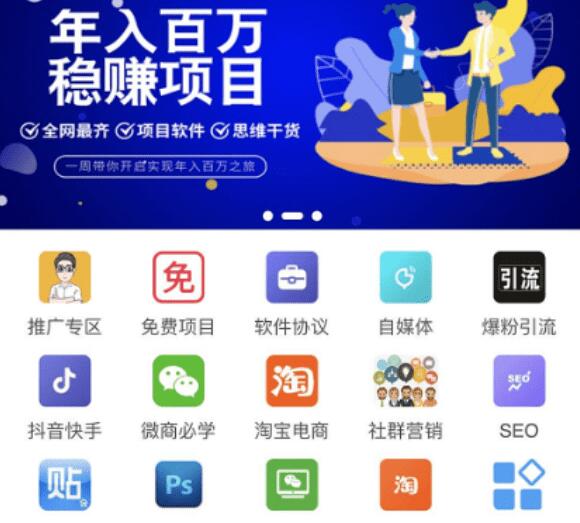 年入百万
稳赚项目
全网最齐 项目软件 思维干货
一周带你开启实现年入百万之旅
免 引流
推广专区 免费项目 软件协议 自媒体 爆粉引流
淘 SEO
抖音快手 微商必学 淘宝电商 社群营销 SEO
贴 Ps 淘